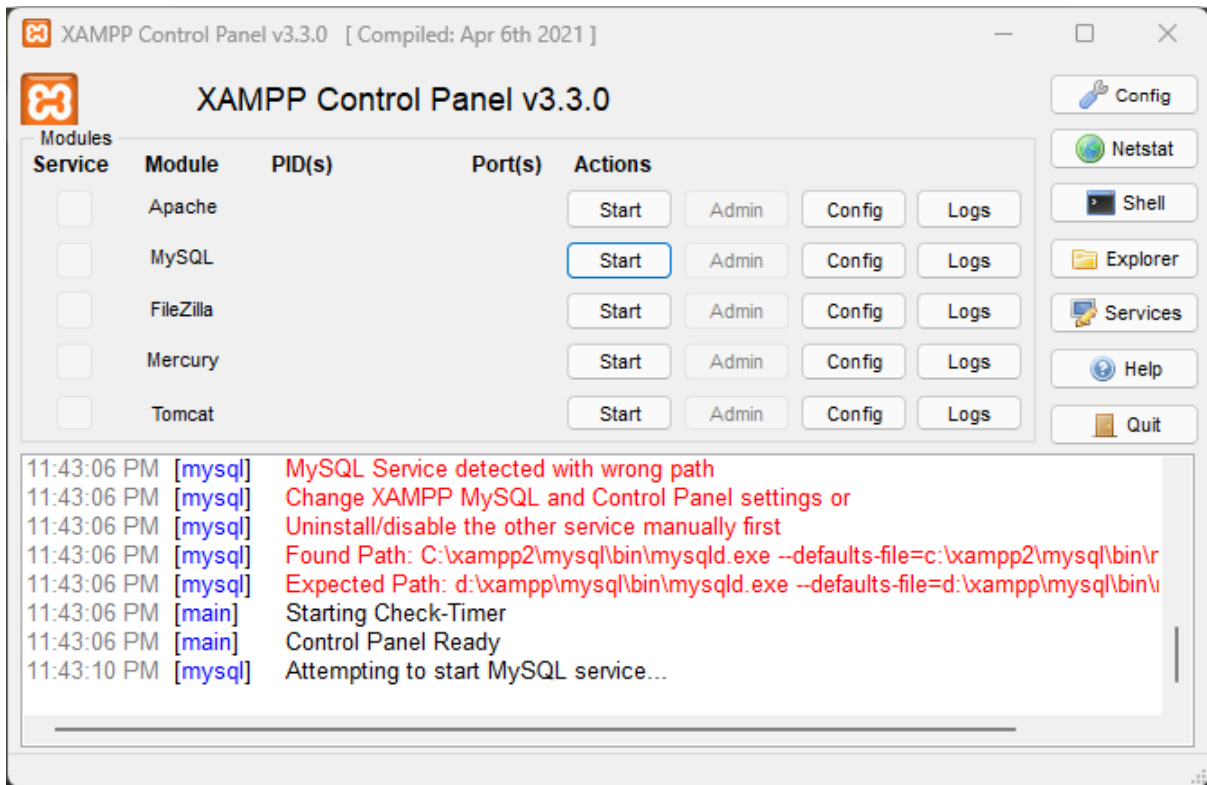 XAMPP Control Panel v3.3.0 [ Compiled: Apr 6th 2021 ]
XAMPP Control Panel v3.3.0
Config
Modules
Netstat
Service Module PID(s) Port(s) Actions
Apache Start Admin Config Logs
Shell
MySQL Start Admin Config Logs
Explorer
FileZilla Start Admin Config Logs
Services
Mercury Start Admin Config Logs
Help
Tomcat Start Admin Config Logs
Quit
11:43:06 PM [mysql] MySQL Service detected with wrong path
11:43:06 PM [mysql] Change XAMPP MySQL and Control Panel settings or
11:43:06 PM [mysql] Uninstall/disable the other service manually first
11:43:06 PM [mysql] Found Path: C:\xampp2\mysql\bin\mysqld.exe --defaults-file=c:\xampp2\mysql\bin\
11:43:06 PM [mysql] Expected Path: d:\xampp\mysql\bin\mysqld.exe --defaults-file=d:\xampp\mysql\bin\
11:43:06 PM [main] Starting Check-Timer
11:43:06 PM [main] Control Panel Ready
11:43:10 PM [mysql] Attempting to start MySQL service...